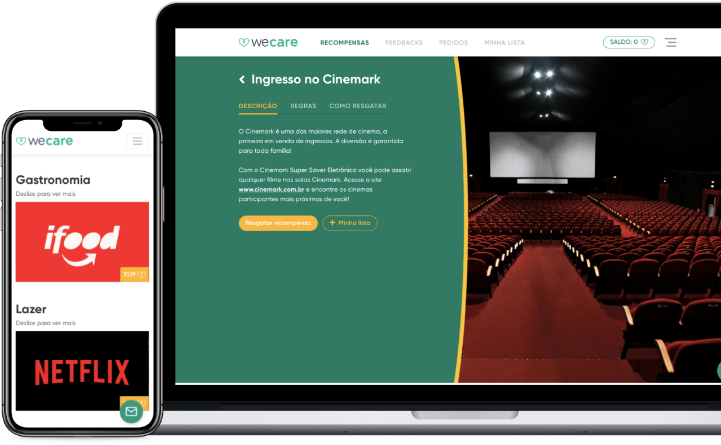 wecare
RECOMPENSAS
FEEDBACKS
PEDIDOS
MINHA LISTA
SALDO: 0
Ingresso no Cinemark
DESCRIÇÃO
REGRAS
COMO RESGATAR
O Cinemark é uma das maiores rede de cinema, a
primeira em venda de ingressos. A diversão é garantida
para toda família!
Com o Cinemark Super Saver Eletrônico você pode assistir
qualquer filme nas salas Cinemark. Acesse o site
www.cinemark.com.br e encontre os cinemas
participantes mais próximos de você!
Resgatar recompensa
+ Minha lista
wecare
Gastronomia
Deslize para ver mais
ifood
1039
Lazer
Deslize para ver mais
NETFLIX